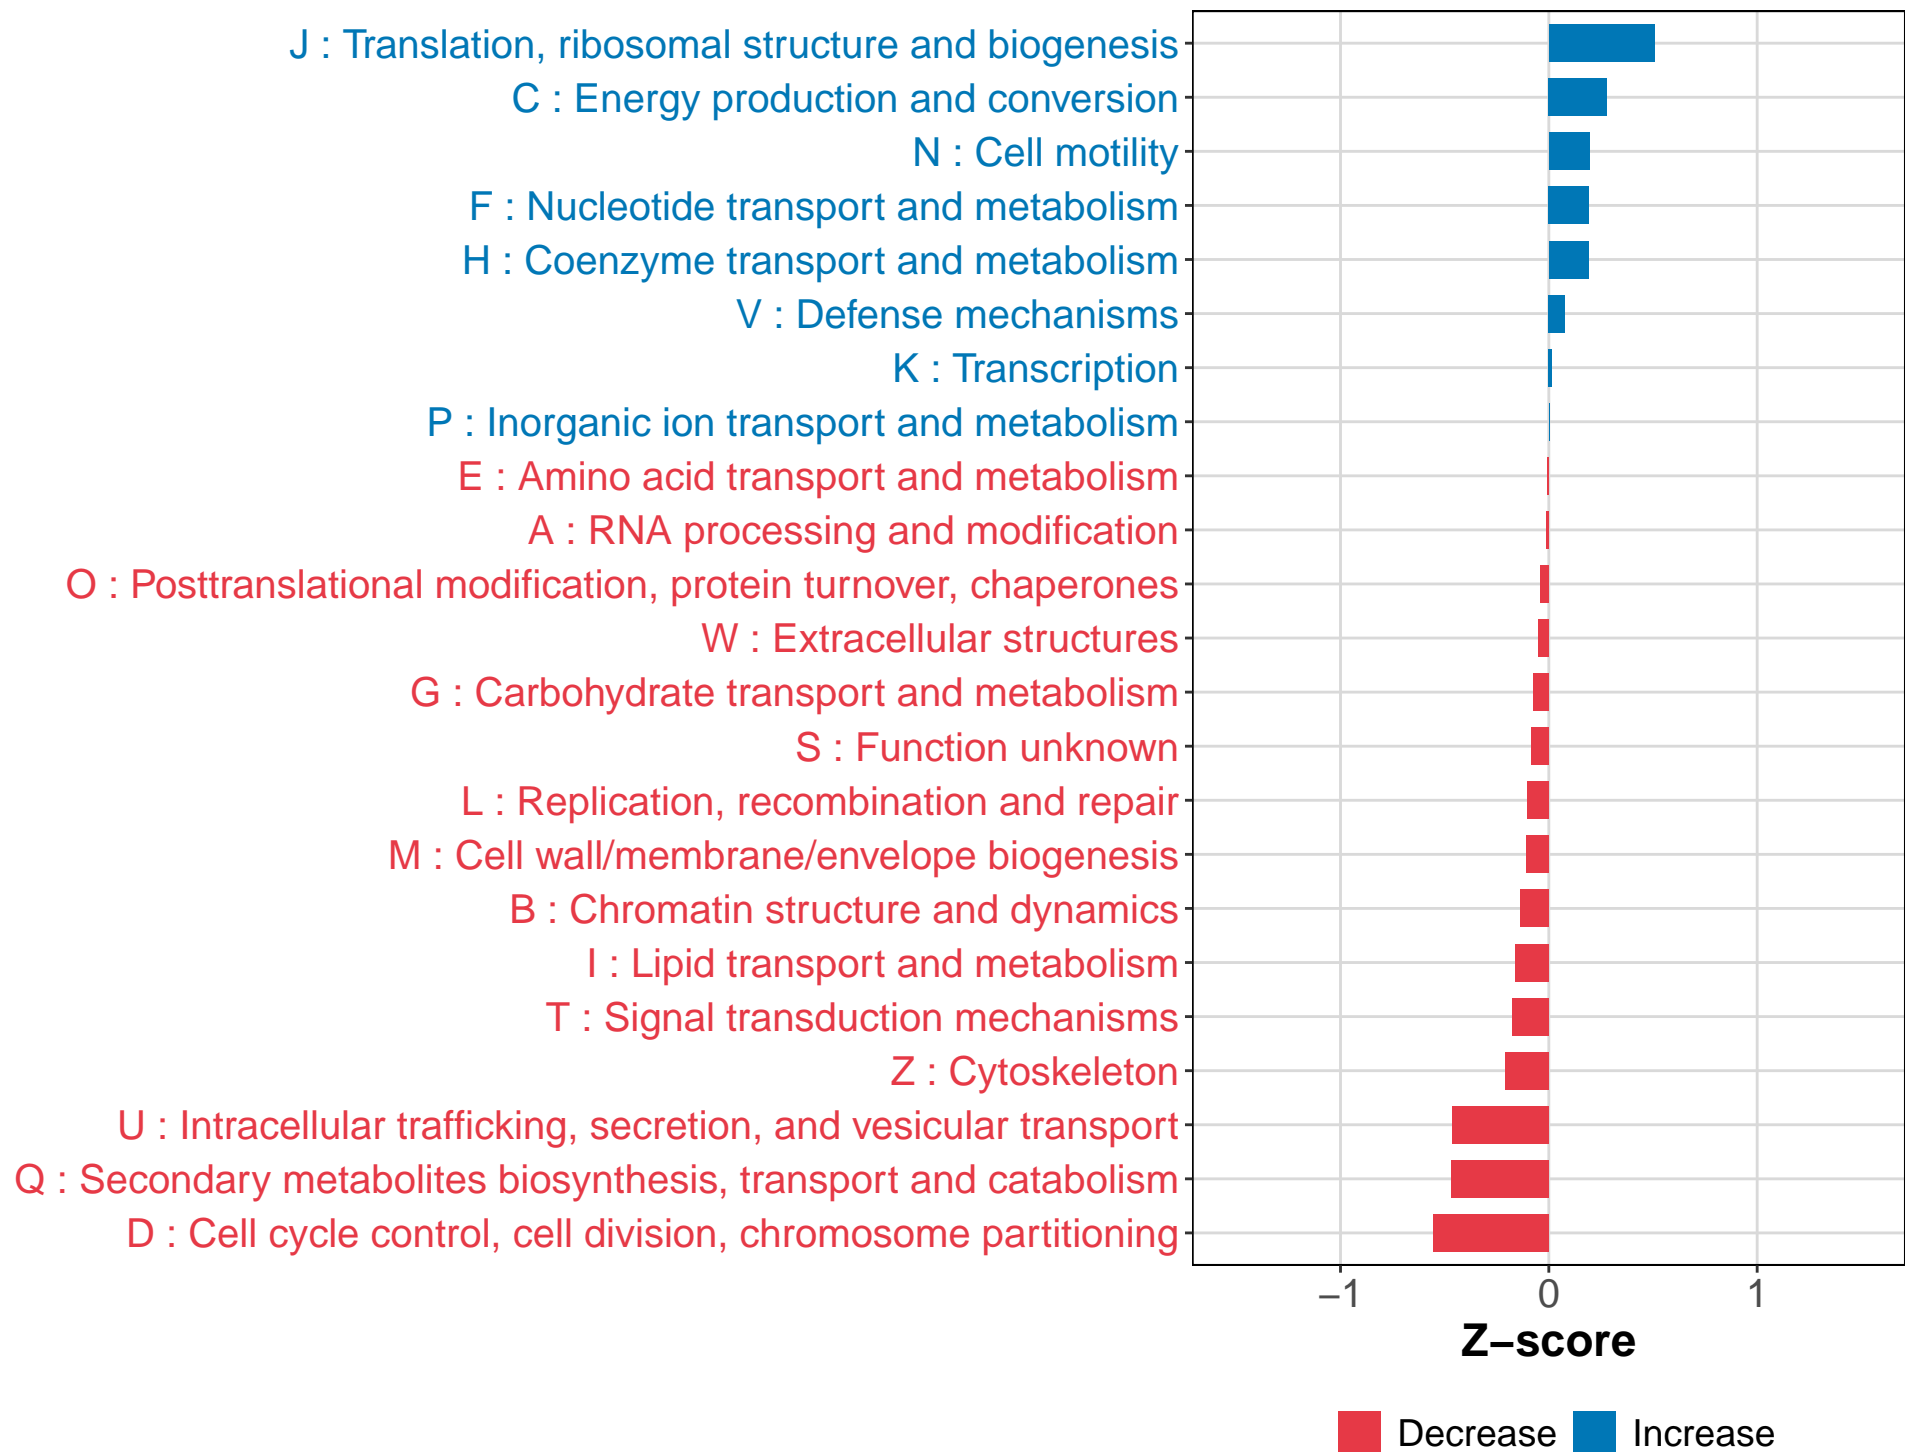 J : Translation, ribosomal structure and biogenesis
C : Energy production and conversion
N : Cell motility
F : Nucleotide transport and metabolism
H : Coenzyme transport and metabolism
V : Defense mechanisms
K : Transcription
P : Inorganic ion transport and metabolism
E : Amino acid transport and metabolism
A : RNA processing and modification
O : Posttranslational modification, protein turnover, chaperones
W : Extracellular structures
G : Carbohydrate transport and metabolism
S : Function unknown
L : Replication, recombination and repair
M : Cell wall/membrane/envelope biogenesis
B : Chromatin structure and dynamics
I : Lipid transport and metabolism
T : Signal transduction mechanisms
Z : Cytoskeleton
U : Intracellular trafficking, secretion, and vesicular transport
Q : Secondary metabolites biosynthesis, transport and catabolism
D : Cell cycle control, cell division, chromosome partitioning
−1 0 1
Z−score
Decrease Increase